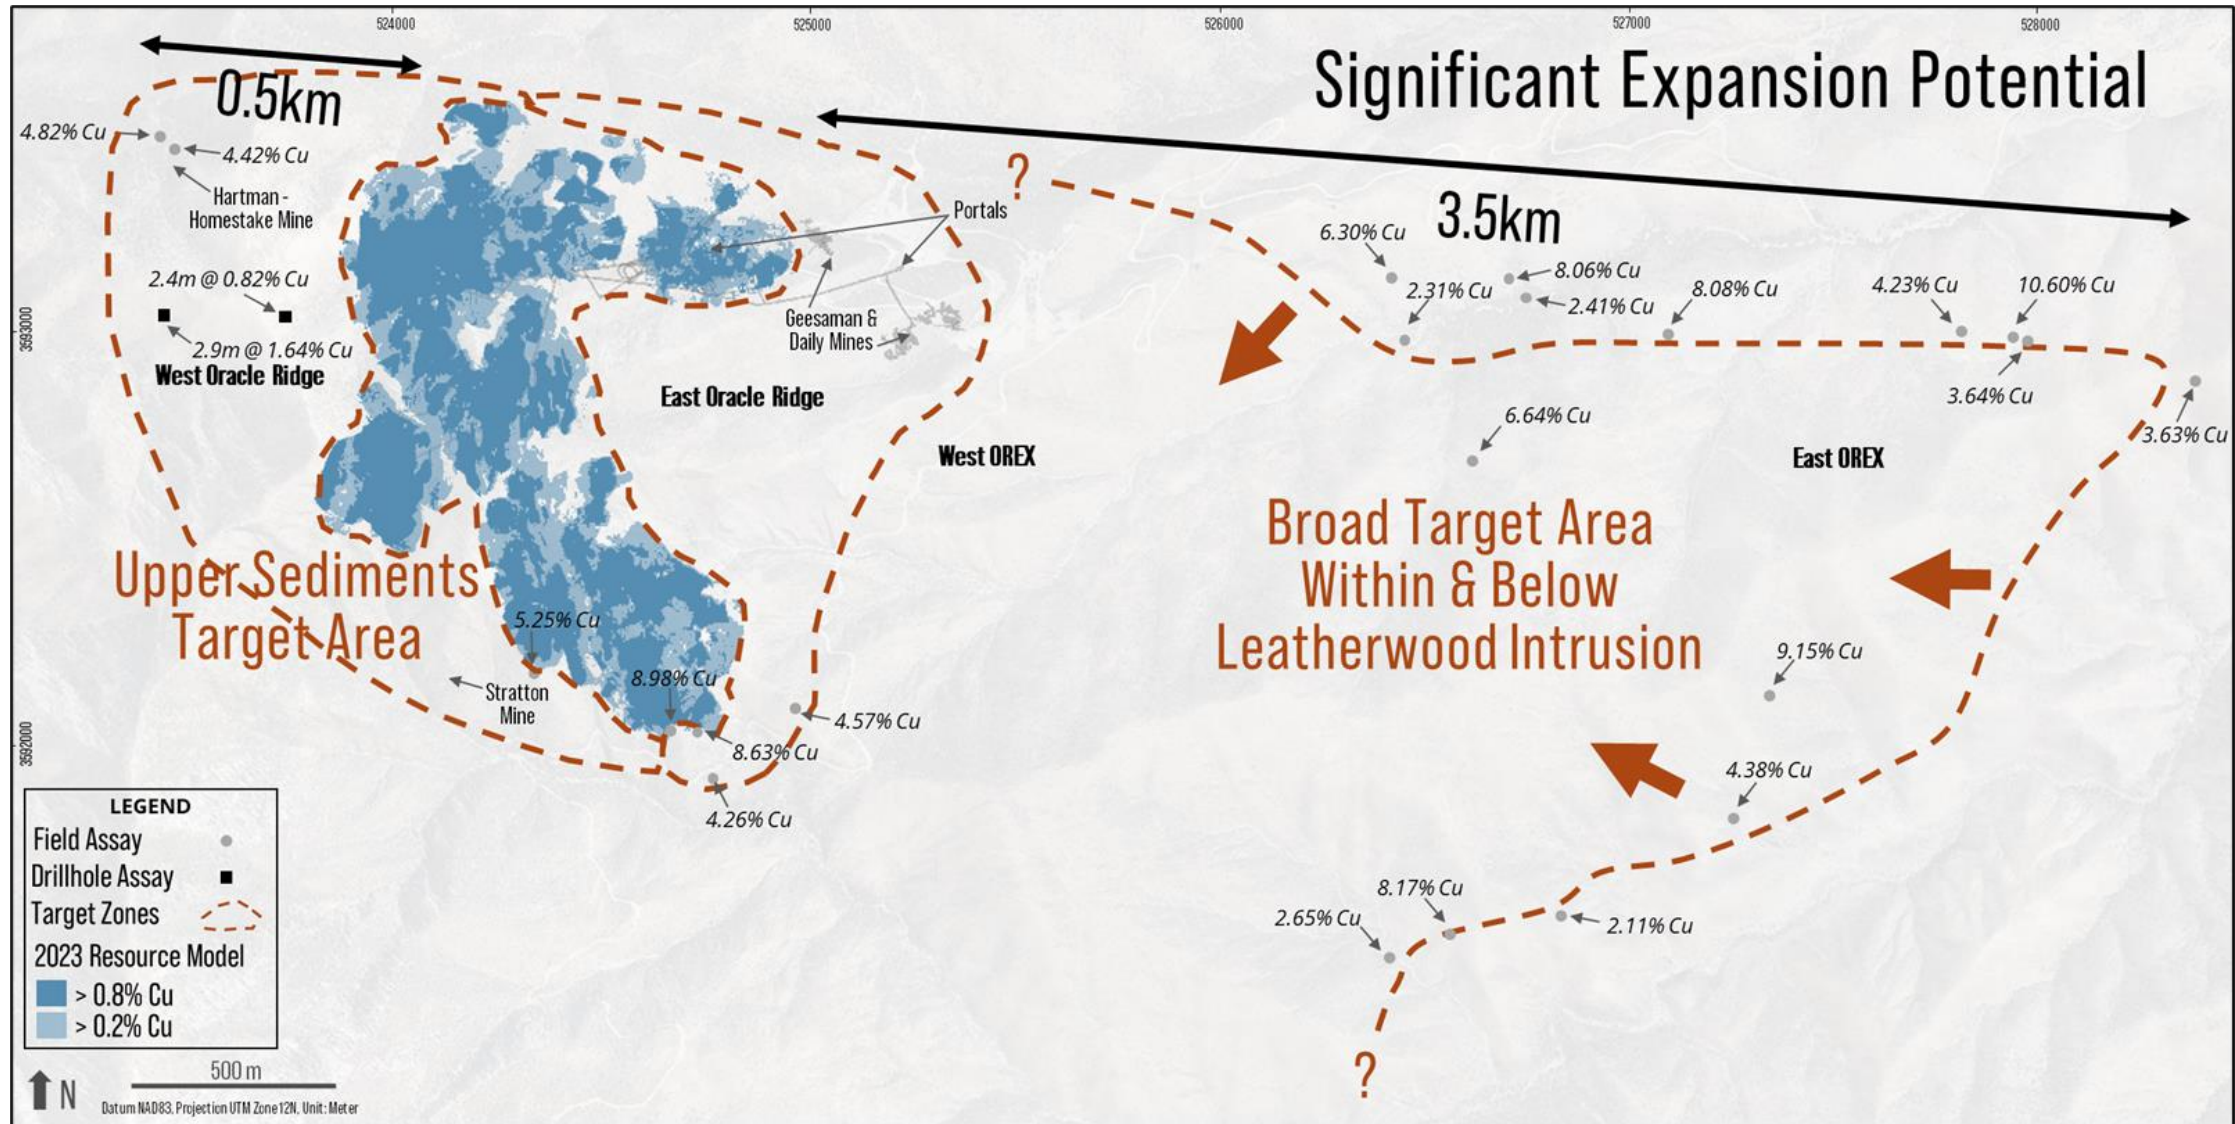 524000
525000
526000
527000
528000
Significant Expansion Potential
0.5km
3.5km
4.82% Cu
4.42% Cu
Hartman -
Homestake Mine
2.4m @ 0.82% Cu
2.9m @ 1.64% Cu
West Oracle Ridge
3593000
Portals
Geesaman &
Daily Mines
East Oracle Ridge
West OREX
?
6.30% Cu
2.31% Cu
8.06% Cu
2.41% Cu
8.08% Cu
4.23% Cu
10.60% Cu
3.64% Cu
3.63% Cu
6.64% Cu
East OREX
Broad Target Area
Within & Below
Leatherwood Intrusion
Upper Sediments
Target Area
5.25% Cu
8.98% Cu
Stratton
Mine
4.57% Cu
8.63% Cu
4.26% Cu
9.15% Cu
4.38% Cu
8.17% Cu
2.65% Cu
2.11% Cu
?
3592000
LEGEND
Field Assay
Drillhole Assay
Target Zones
2023 Resource Model
> 0.8% Cu
> 0.2% Cu
500 m
N
Datum NAD83, Projection UTM Zone 12N, Unit: Meter